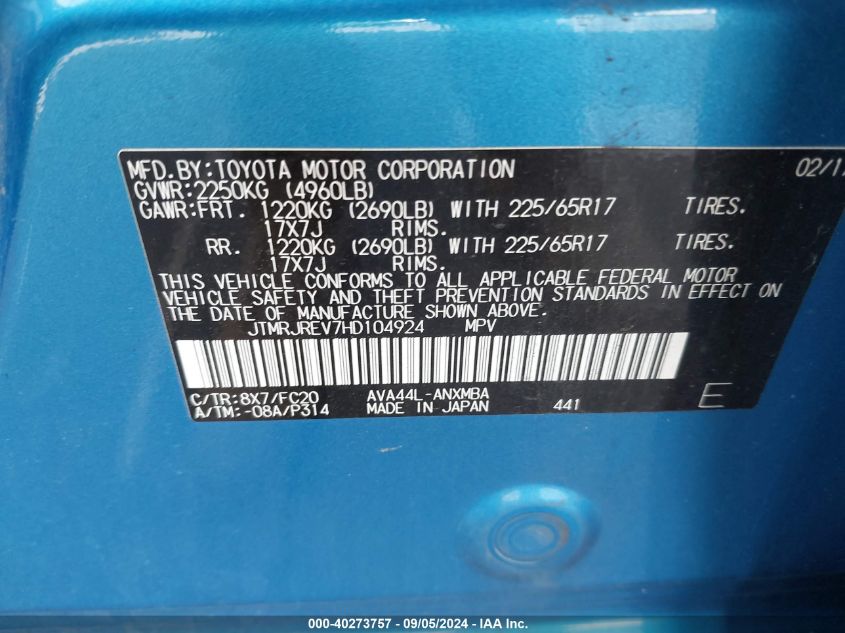 MFD.BY:TOYOTA MOTOR CORPORATION 02/1
GVWR:2250KG (4960LB)
GAWR:FRT. 1220KG (2690LB) WITH 225/65R17 TIRES.
17X7J RIMS.
RR. 1220KG (2690LB) WITH 225/65R17 TIRES.
17X7J RIMS.
THIS VEHICLE CONFORMS TO ALL APPLICABLE FEDERAL MOTOR
VEHICLE SAFETY AND THEFT PREVENTION STANDARDS IN EFFECT ON
THE DATE OF MANUFACTURE SHOWN ABOVE.
JTMRJREV7HD104924 MPV
C/TR:8X7/FC20 AVA44L-ANXMBA
A/TM:-08A/P314 MADE IN JAPAN 441 E
000-40273757 - 09/05/2024 - IAA Inc.